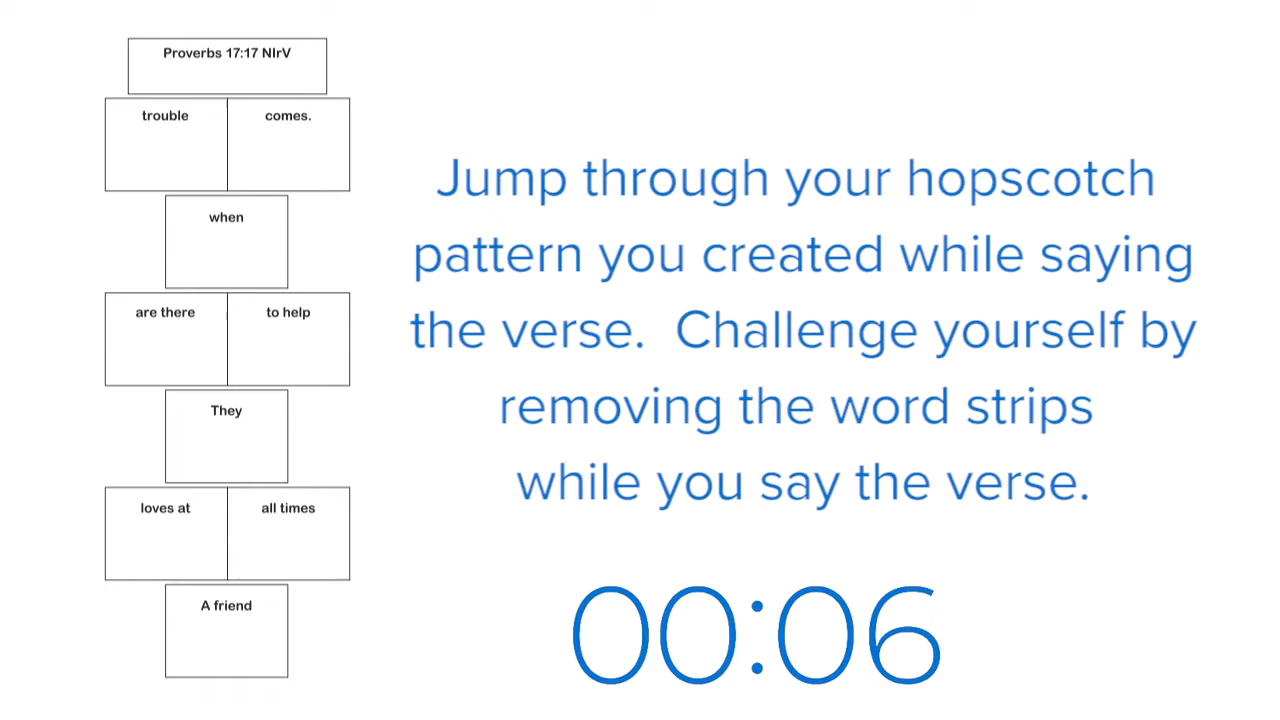 Proverbs 17:17 NIrV
trouble comes.
when
are there to help
They
loves at all times
A friend
Jump through your hopscotch
pattern you created while saying
the verse. Challenge yourself by
removing the word strips
while you say the verse.
00:06